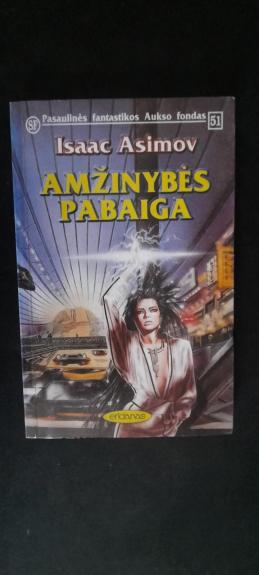 SF Pasaulinės fantastikos Aukso fondas 51
Isaac Asimov
AMŽINYBĖS
PABAIGA
eridanas